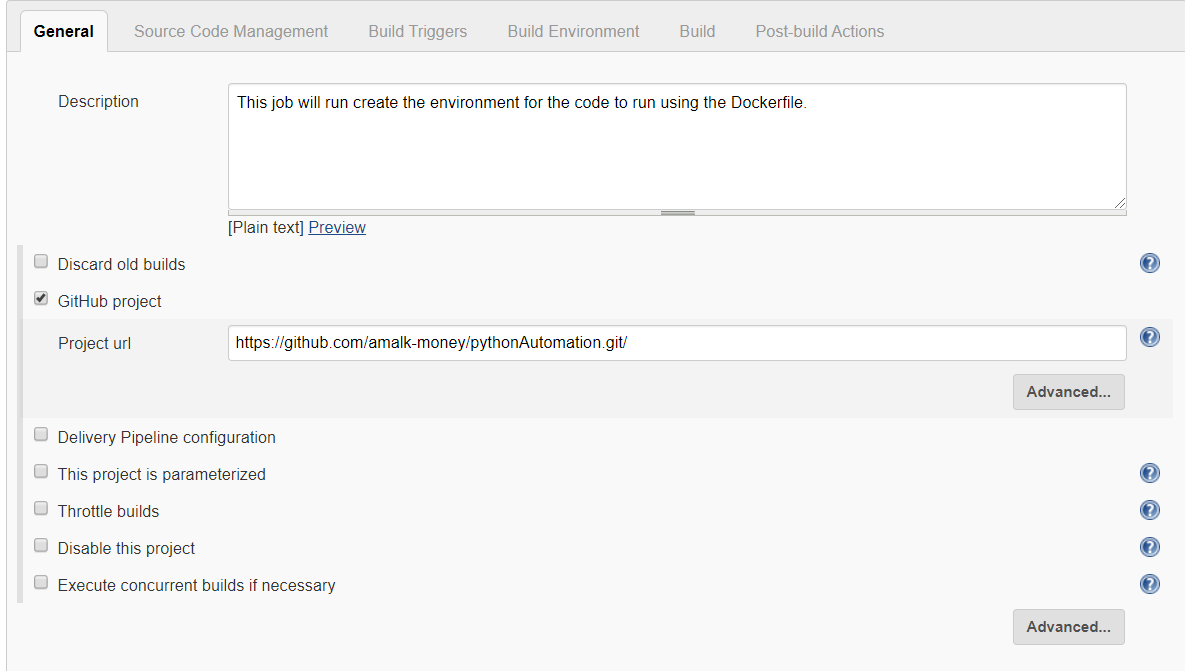 General Source Code Management Build Triggers Build Environment Build Post-build Actions
Description This job will run create the environment for the code to run using the Dockerfile.
[Plain text] Preview
Discard old builds ?
GitHub project
Project url https://github.com/amalk-money/pythonAutomation.git/ ?
Advanced...
Delivery Pipeline configuration
This project is parameterized ?
Throttle builds ?
Disable this project ?
Execute concurrent builds if necessary ?
Advanced...